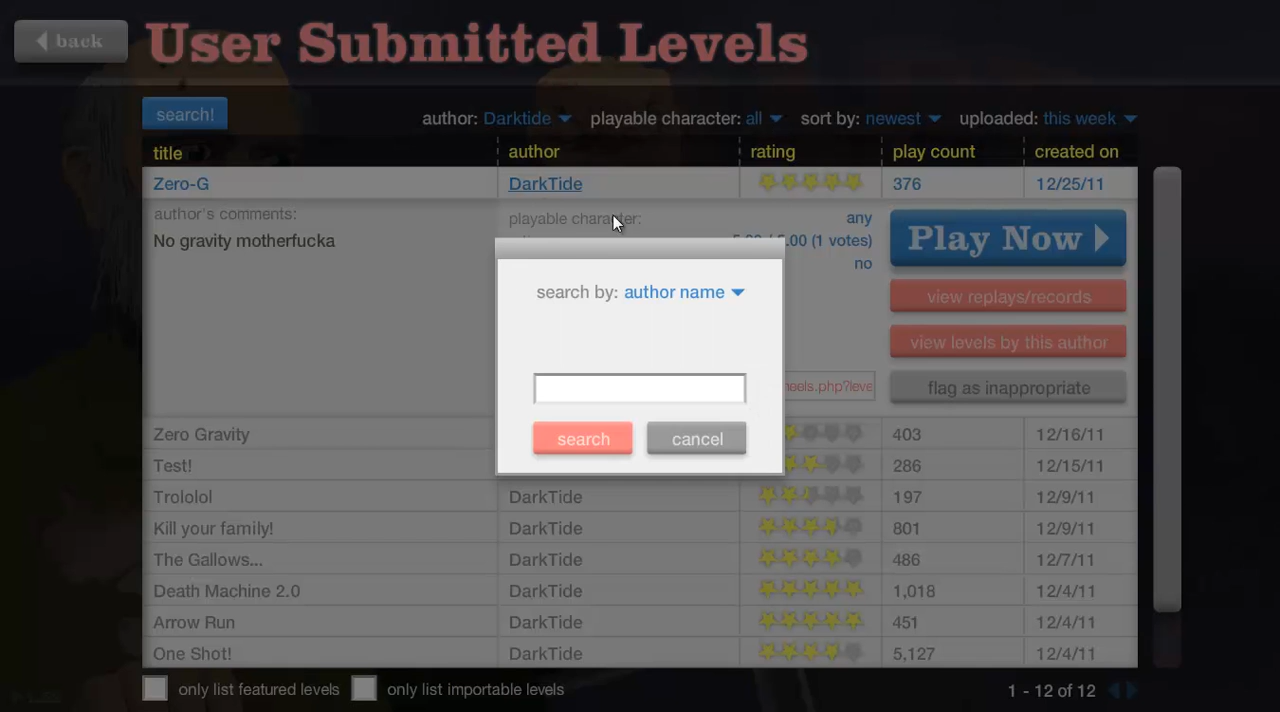 back
User Submitted Levels
search!
author: Darktide playable character: all sort by: newest uploaded: this week
title author rating play count created on
Zero-G DarkTide 376 12/25/11
author's comments:
No gravity motherfucka
playable character: any
5.00 / 5.00 (1 votes)
no
Play Now
view replays/records
view levels by this author
flag as inappropriate
search by: author name
search cancel
Zero Gravity 403 12/16/11
Test! 286 12/15/11
Trololol DarkTide 197 12/9/11
Kill your family! DarkTide 801 12/9/11
The Gallows... DarkTide 486 12/7/11
Death Machine 2.0 DarkTide 1,018 12/4/11
Arrow Run DarkTide 451 12/4/11
One Shot! DarkTide 5,127 12/4/11
only list featured levels only list importable levels 1 - 12 of 12